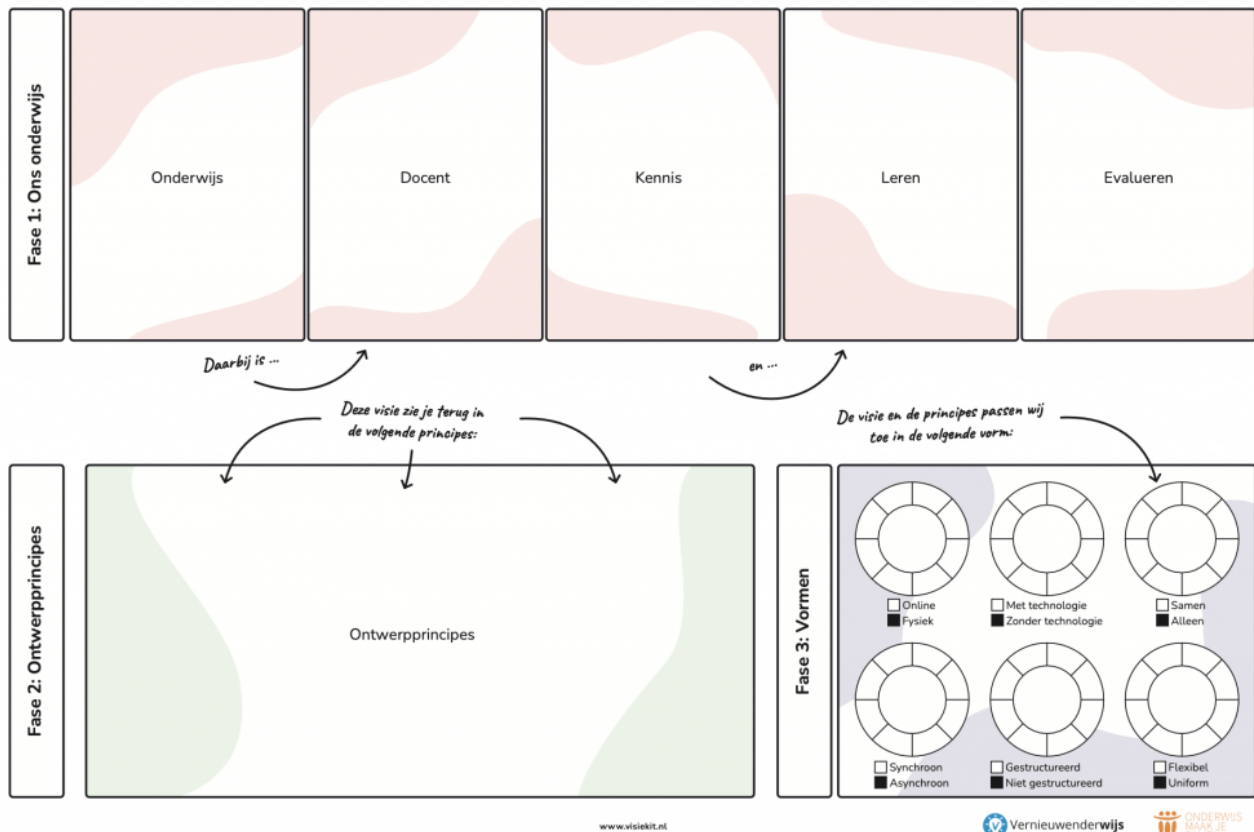 Fase 1: Ons onderwijs
Onderwijs
Docent
Kennis
Leren
Evalueren
Daarbij is ...
en ...
Deze visie zie je terug in
de volgende principes:
De visie en de principes passen wij
toe in de volgende vorm:
Fase 2: Ontwerpprincipes
Ontwerpprincipes
Fase 3: Vormen
Online
Fysiek
Met technologie
Zonder technologie
Samen
Alleen
Synchroon
Asynchroon
Gestructureerd
Niet gestructureerd
Flexibel
Uniform
www.visiekit.nl
Vernieuwenderwijs
ONDERWIJS
MAAK JE